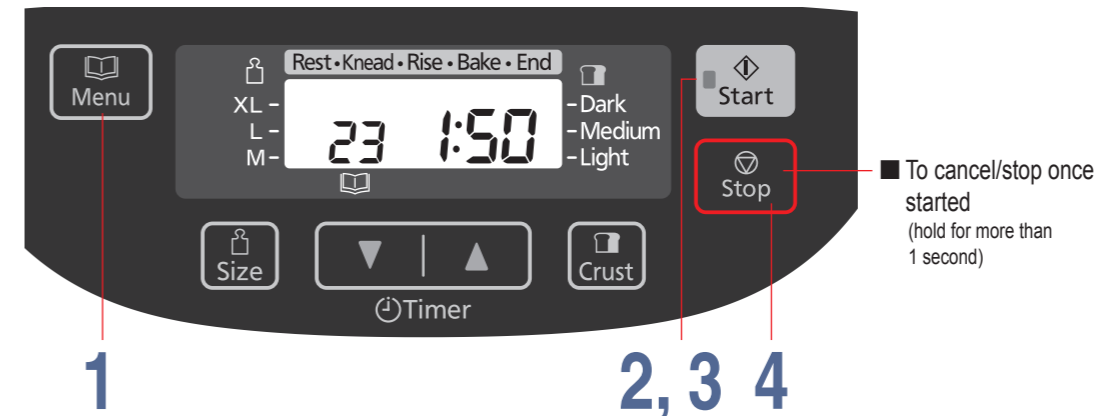 Menu
Rest • Knead • Rise • Bake • End
XL -
L -
M -
23 1:50
- Dark
- Medium
- Light
Start
Stop
■ To cancel/stop once
started
(hold for more than
1 second)
Size
▼ | ▲
Crust
Timer
1
2, 3
4